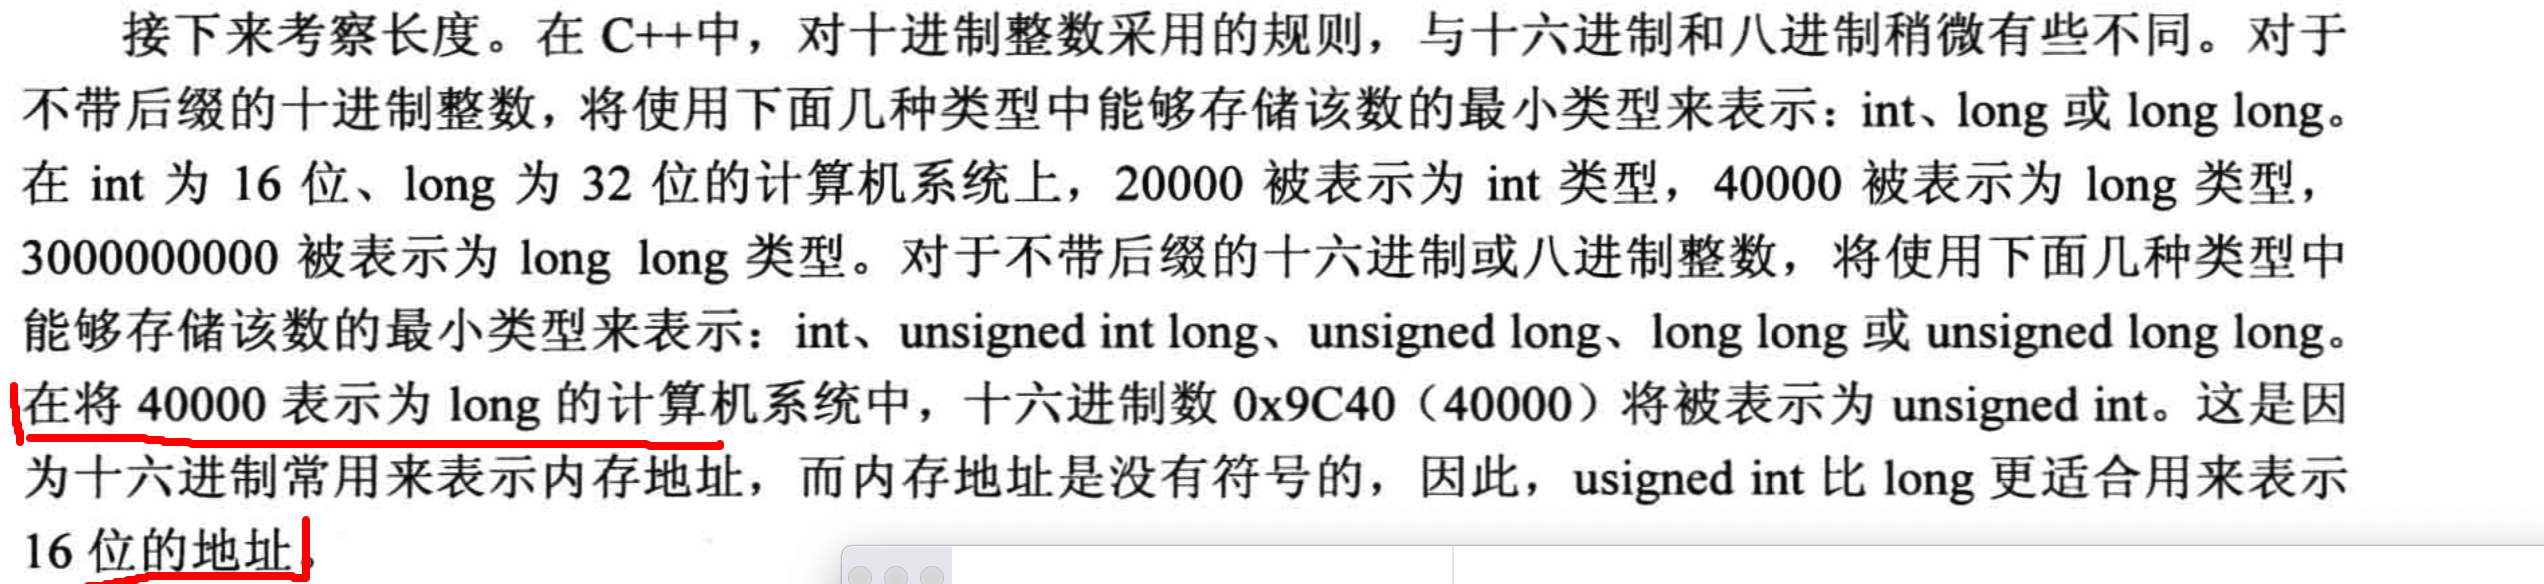 接下来考察长度。在 C++中，对十进制整数采用的规则，与十六进制和八进制稍微有些不同。对于
不带后缀的十进制整数，将使用下面几种类型中能够存储该数的最小类型来表示：int、long 或 long long。
在 int 为 16 位、long 为 32 位的计算机系统上，20000 被表示为 int 类型，40000 被表示为 long 类型，
3000000000 被表示为 long long 类型。对于不带后缀的十六进制或八进制整数，将使用下面几种类型中
能够存储该数的最小类型来表示：int、unsigned int long、unsigned long、long long 或 unsigned long long。
在将 40000 表示为 long 的计算机系统中，十六进制数 0x9C40（40000）将被表示为 unsigned int。这是因
为十六进制常用来表示内存地址，而内存地址是没有符号的，因此，usigned int 比 long 更适合用来表示
16 位的地址。